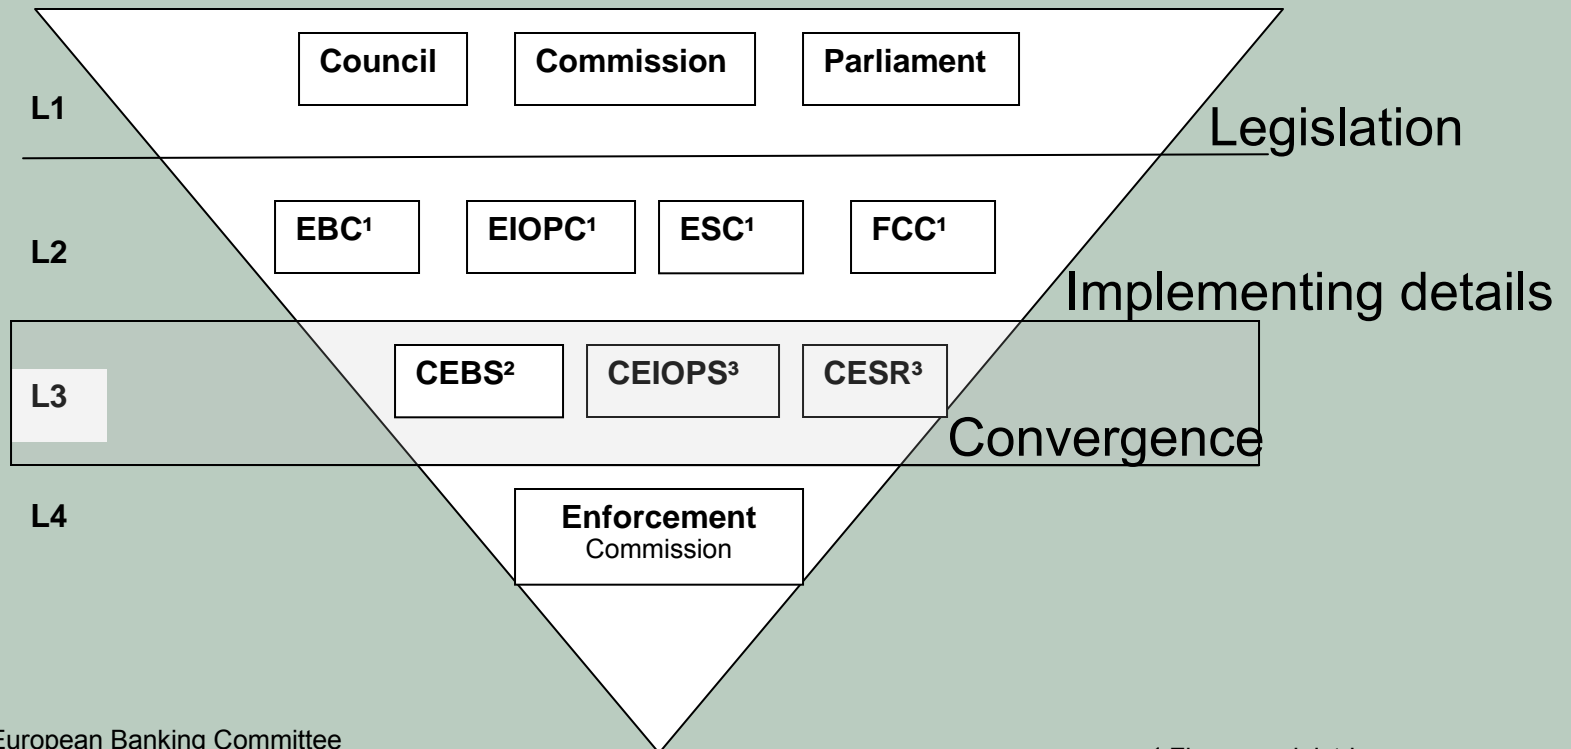 Council Commission Parliament
L1
Legislation
EBC¹ EIOPC¹ ESC¹ FCC¹
L2
Implementing details
CEBS² CEIOPS³ CESR³
L3
Convergence
L4
Enforcement
Commission
European Banking Committee